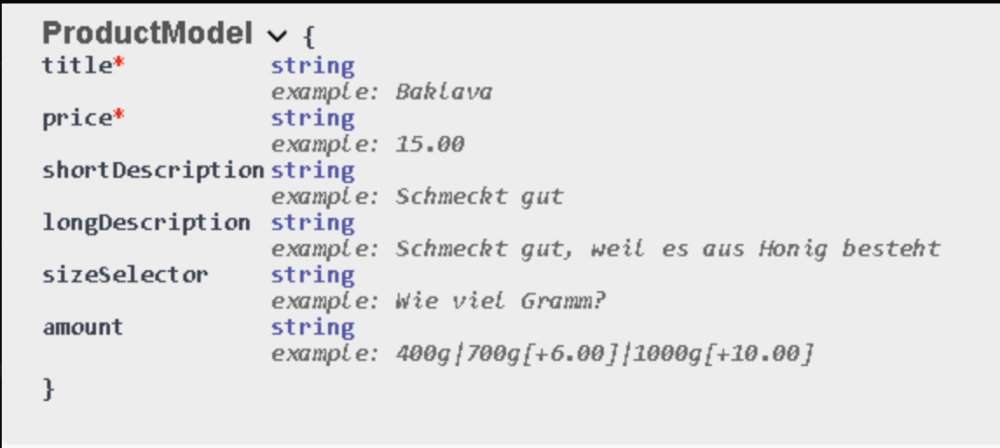 ProductModel {
title* string
example: Baklava
price* string
example: 15.00
shortDescription string
example: Schmeckt gut
longDescription string
example: Schmeckt gut, weil es aus Honig besteht
sizeSelector string
example: Wie viel Gramm?
amount string
example: 400g|700g[+6.00]|1000g[+10.00]
}